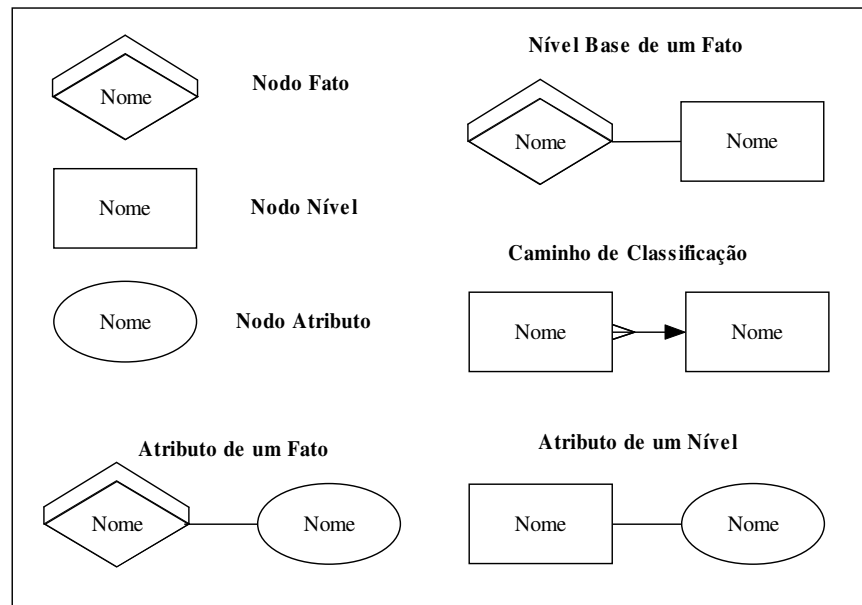 Nome
Nodo Fato
Nome
Nodo Nível
Nome
Nodo Atributo
Nível Base de um Fato
Nome Nome
Caminho de Classificação
Nome Nome
Atributo de um Fato
Nome Nome
Atributo de um Nível
Nome Nome